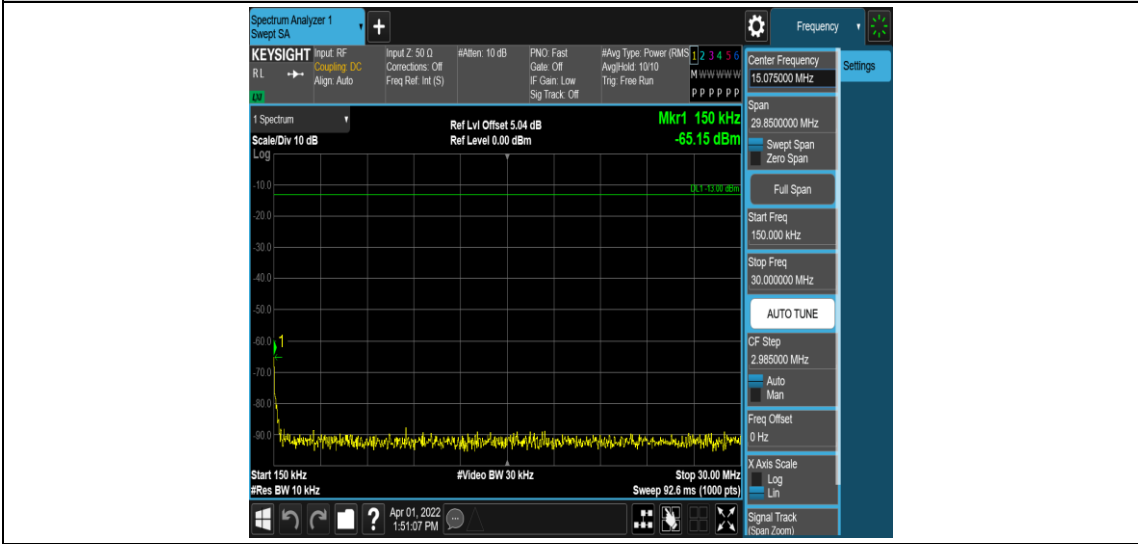 Spectrum Analyzer 1
Swept SA
+
Frequency
KEYSIGHT
Input: RF
Input Z: 50 Ω
#Atten: 10 dB
PNO: Fast
#Avg Type: Power (RMS
1 2 3 4 5 6
RL
Coupling: DC
Corrections: Off
Gate: Off
Avg|Hold: 10/10
M W W W W W
Align: Auto
Freq Ref: Int (S)
IF Gain: Low
Trig: Free Run
Sig Track: Off
P P P P P P
1 Spectrum
Ref Lvl Offset 5.04 dB
Mkr1 150 kHz
Scale/Div 10 dB
Ref Level 0.00 dBm
-65.15 dBm
Log
-10.0
DL1 -13.00 dBm
-20.0
-30.0
-40.0
-50.0
-60.0
1
-70.0
-80.0
-90.0
Start 150 kHz
#Video BW 30 kHz
Stop 30.00 MHz
#Res BW 10 kHz
Sweep 92.6 ms (1000 pts)
?
Apr 01, 2022
1:51:07 PM
Center Frequency
15.075000 MHz
Settings
Span
29.8500000 MHz
Swept Span
Zero Span
Full Span
Start Freq
150.000 kHz
Stop Freq
30.000000 MHz
AUTO TUNE
CF Step
2.985000 MHz
Auto
Man
Freq Offset
0 Hz
X Axis Scale
Log
Lin
Signal Track
(Span Zoom)